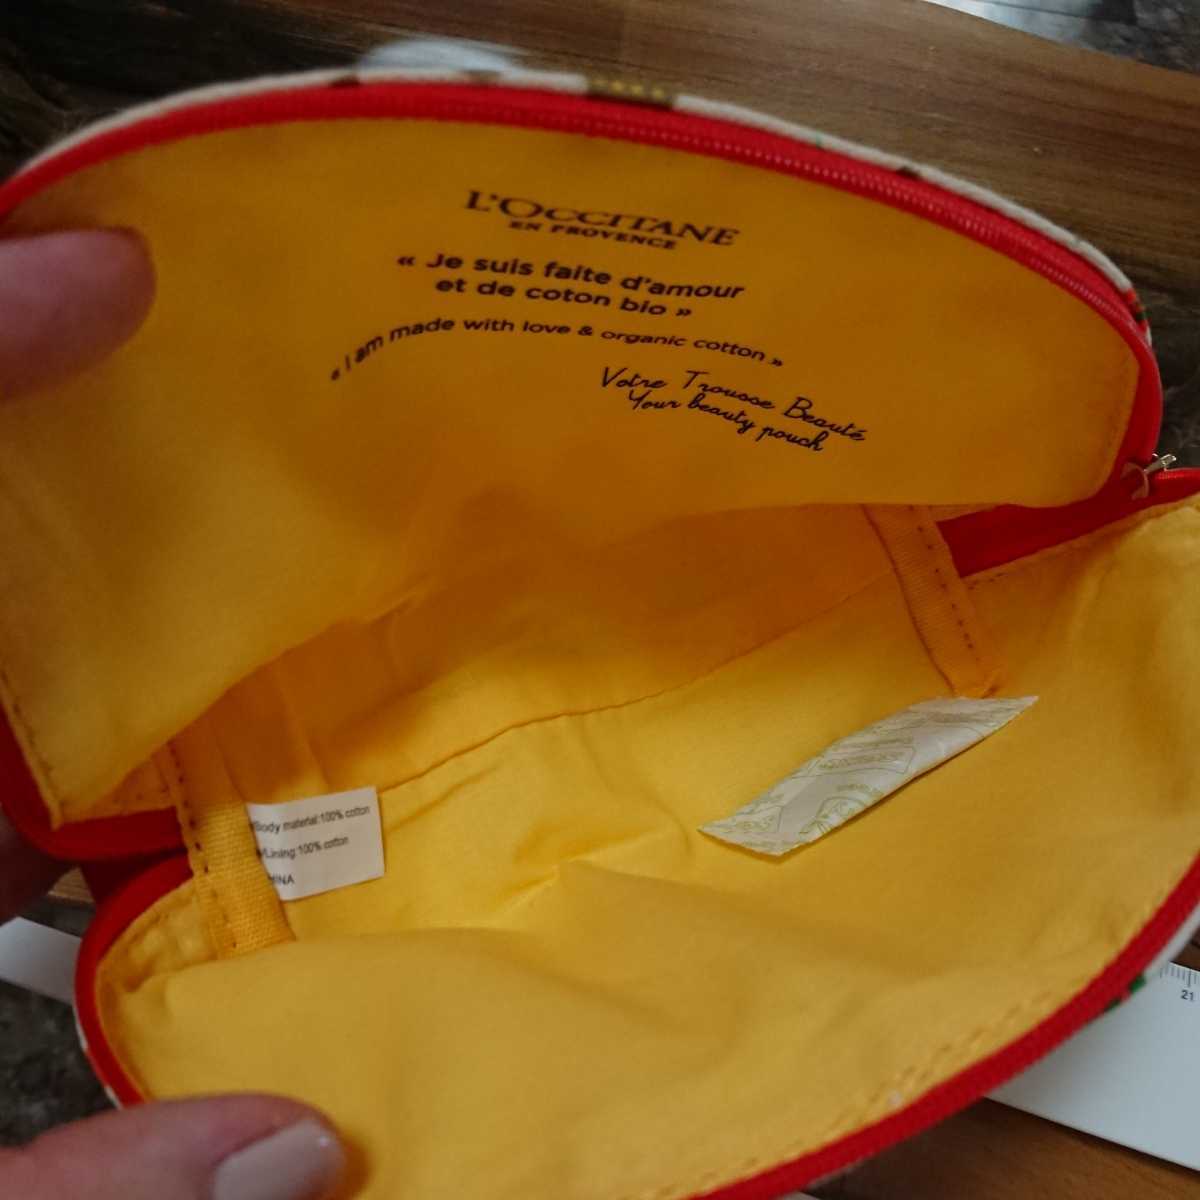 L'OCCITANE
EN PROVENCE
« Je suis faite d'amour
et de coton bio »
« I am made with love & organic cotton »
Votre Trousse Beauté
Your beauty pouch
Body material:100% cotton
Lining:100% cotton
21